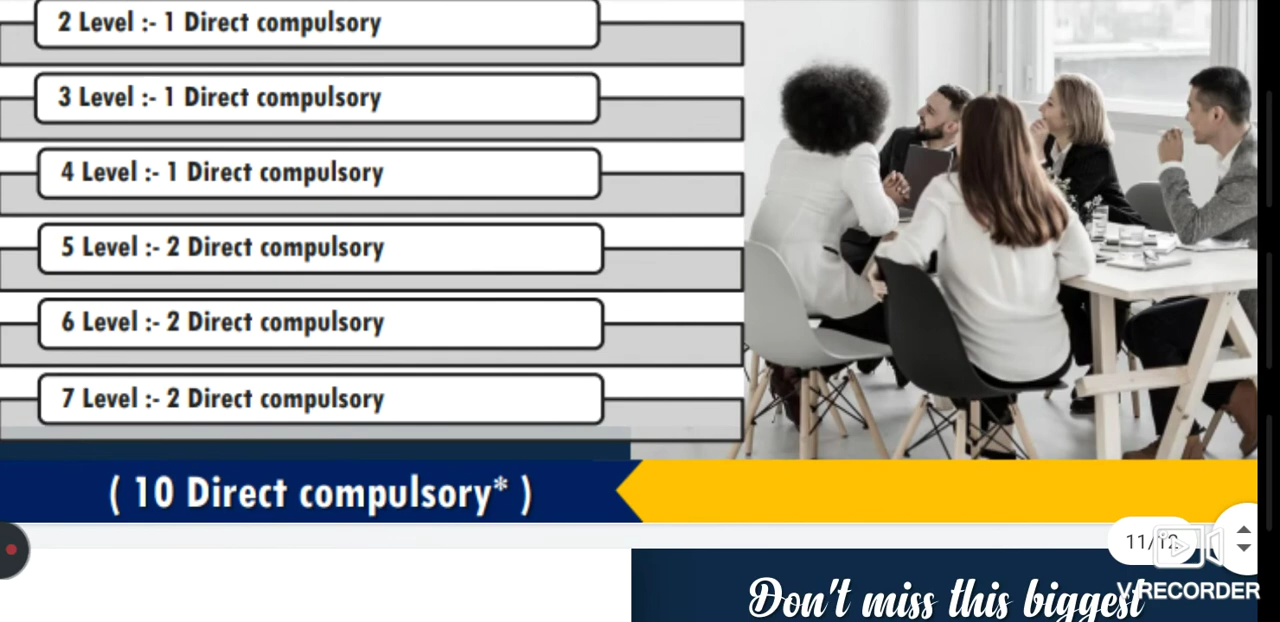 2 Level :- 1 Direct compulsory
3 Level :- 1 Direct compulsory
4 Level :- 1 Direct compulsory
5 Level :- 2 Direct compulsory
6 Level :- 2 Direct compulsory
7 Level :- 2 Direct compulsory
( 10 Direct compulsory* )
11/12
V RECORDER
Don't miss this biggest